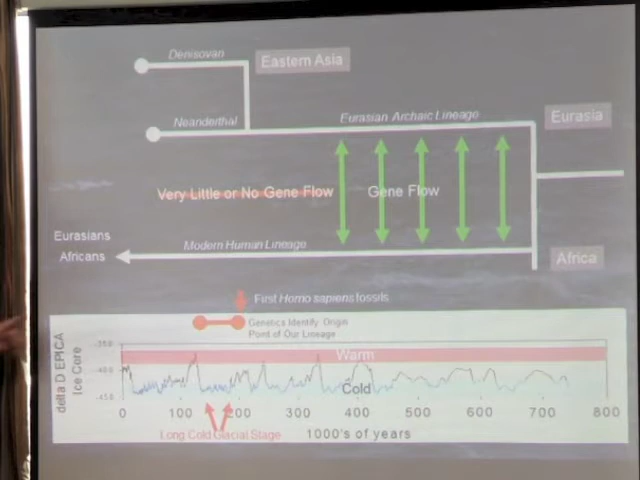 Denisovan
Eastern Asia
Neanderthal
Eurasian Archaic Lineage
Eurasia
Very Little or No Gene Flow
Gene Flow
Eurasians
Africans
Modern Human Lineage
Africa
First Homo sapiens fossils
Genetics Identify Origin
Point of Our Lineage
delta D EPICA
Ice Core
Warm
Cold
0 100 200 300 400 500 600 700 800
Long Cold Glacial Stage
1000's of years